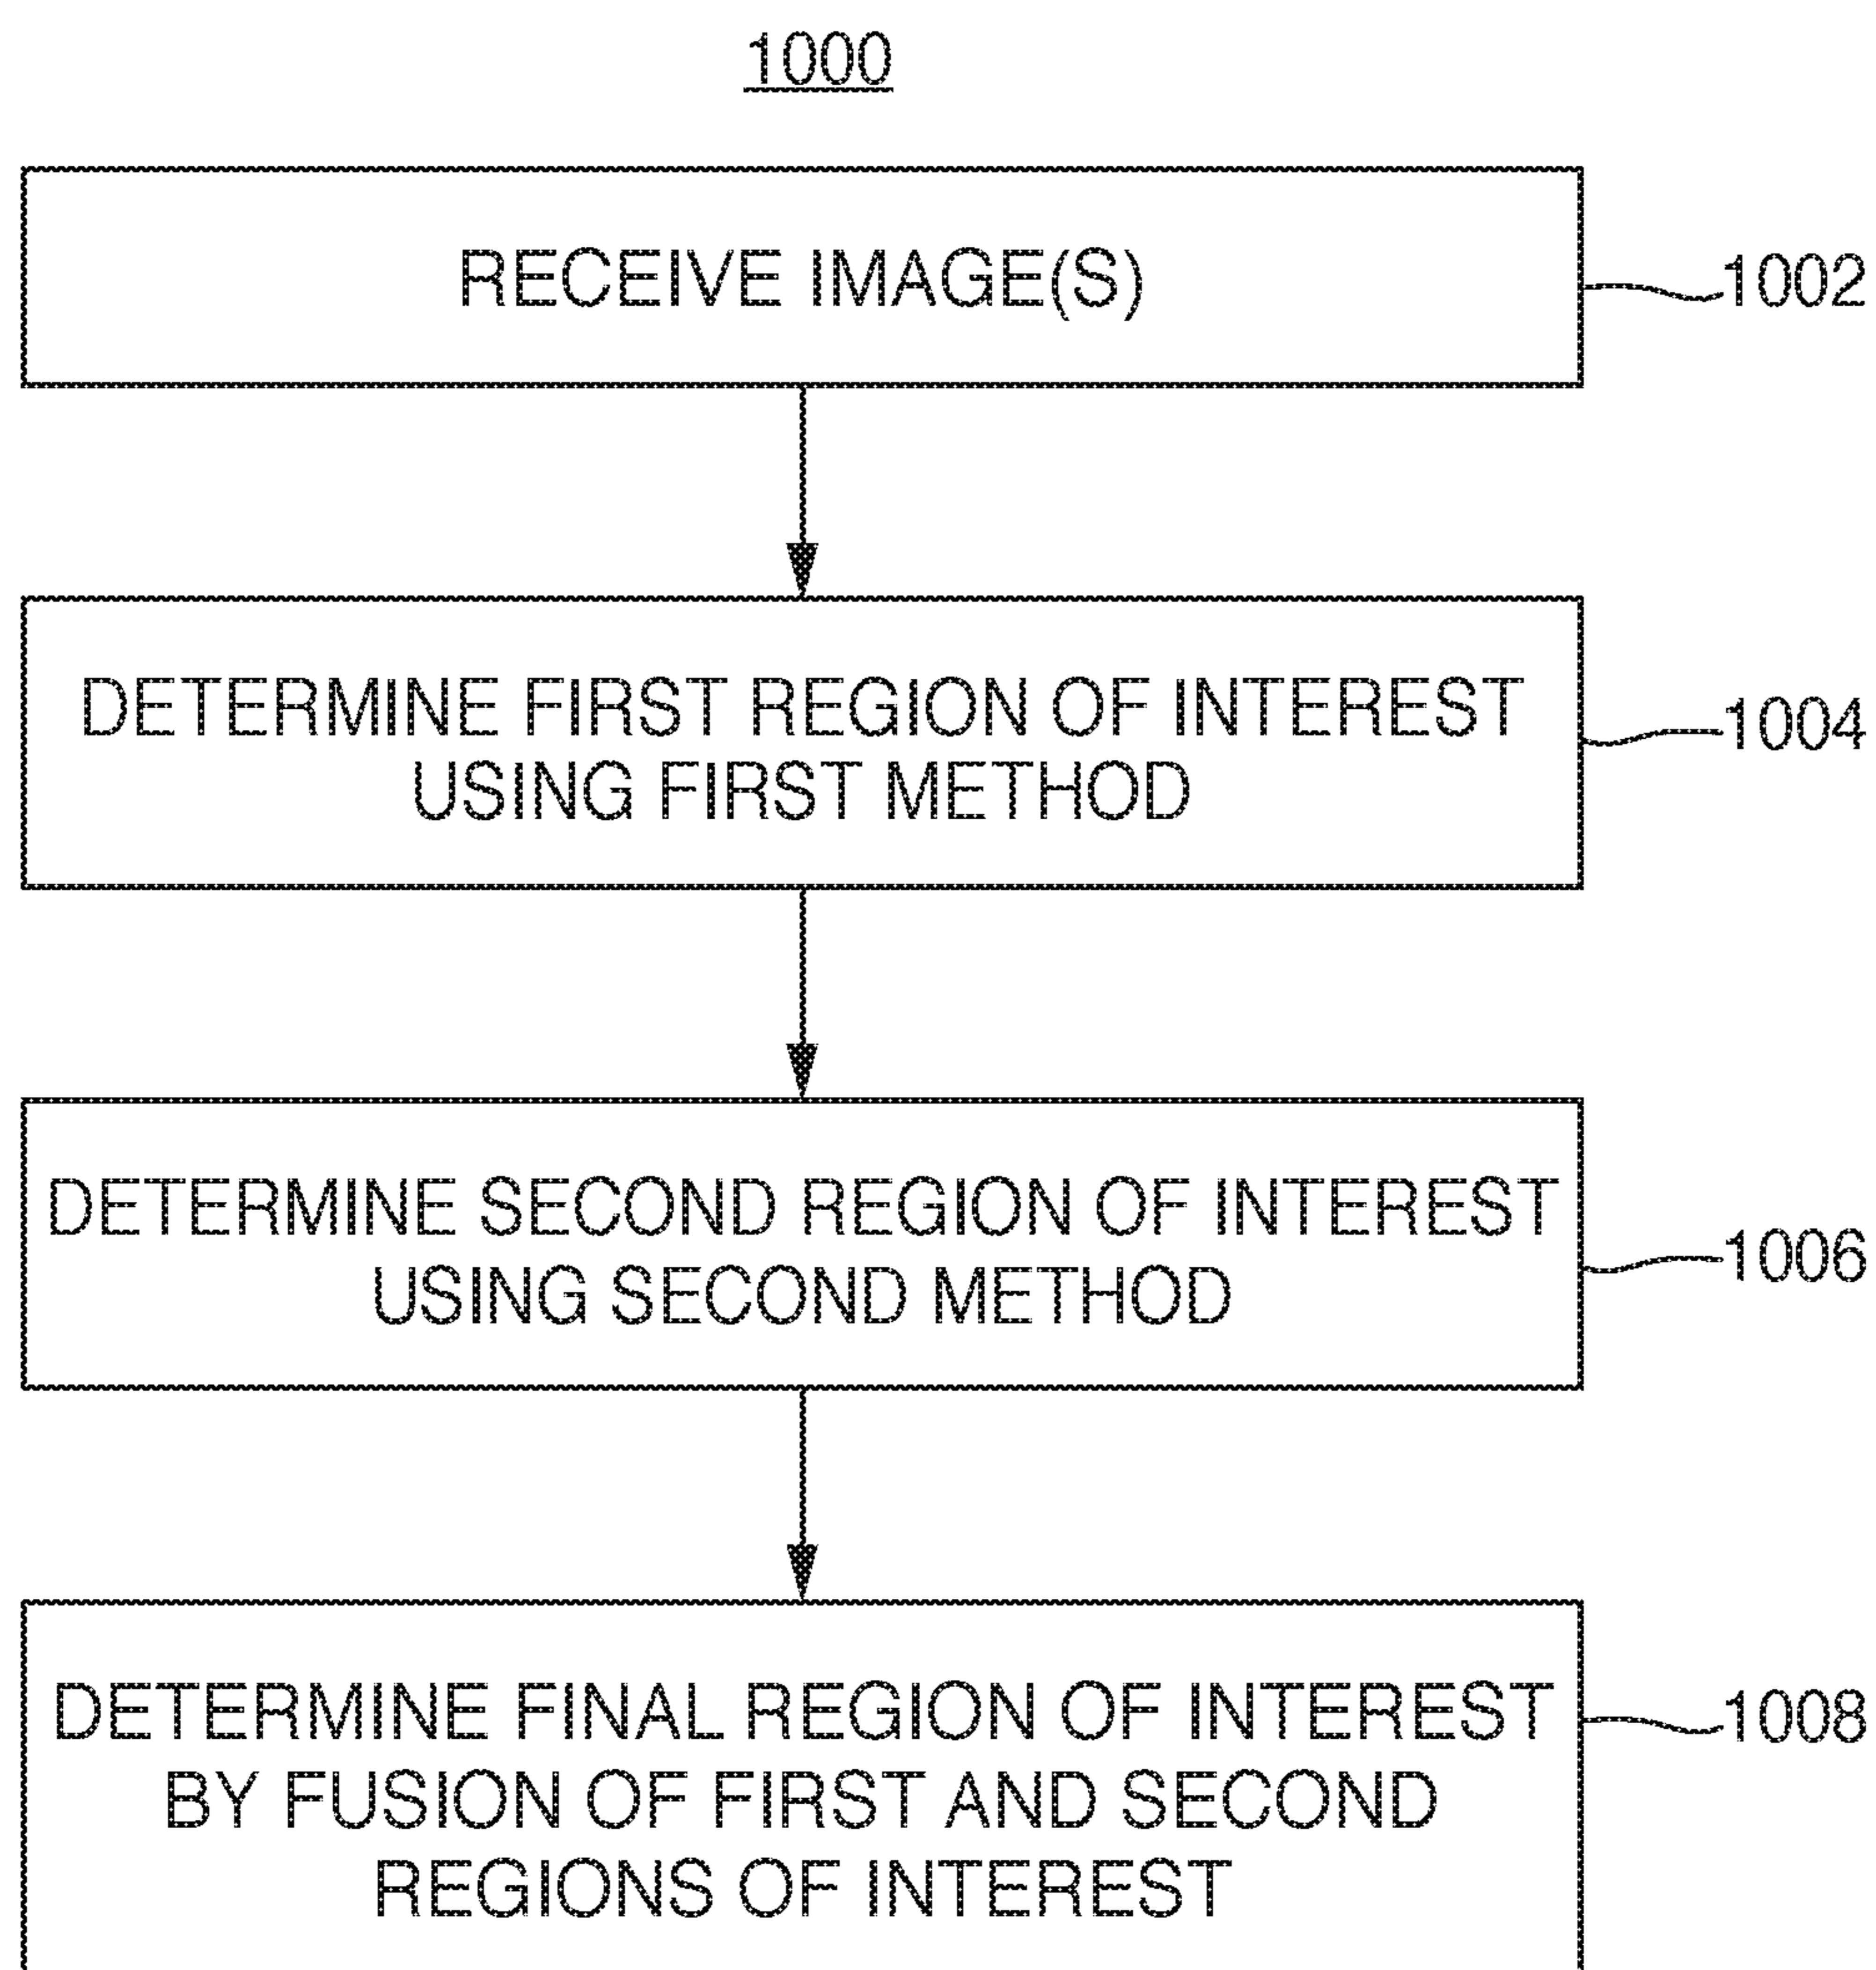 1000
RECEIVE IMAGE(S)
1002
DETERMINE FIRST REGION OF INTEREST
USING FIRST METHOD
1004
DETERMINE SECOND REGION OF INTEREST
USING SECOND METHOD
1006
DETERMINE FINAL REGION OF INTEREST
BY FUSION OF FIRST AND SECOND
REGIONS OF INTEREST
1008